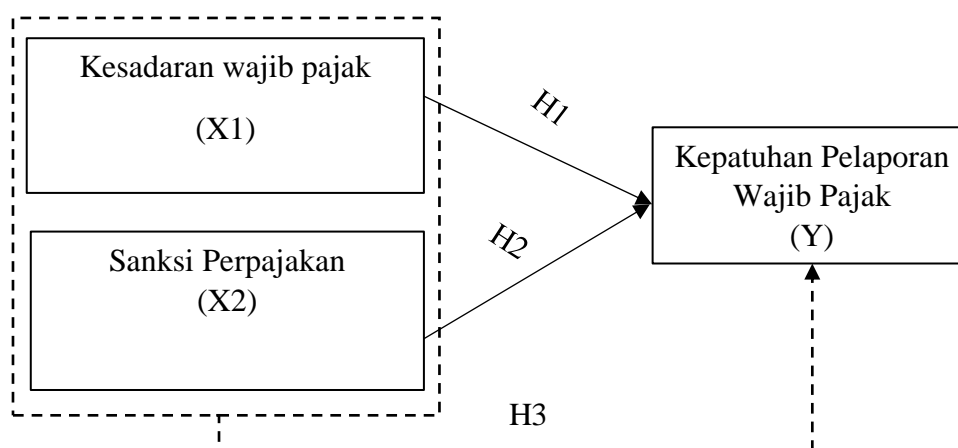 Kesadaran wajib pajak
(X1)
H1
Kepatuhan Pelaporan
Wajib Pajak
(Y)
H2
Sanksi Perpajakan
(X2)
H3